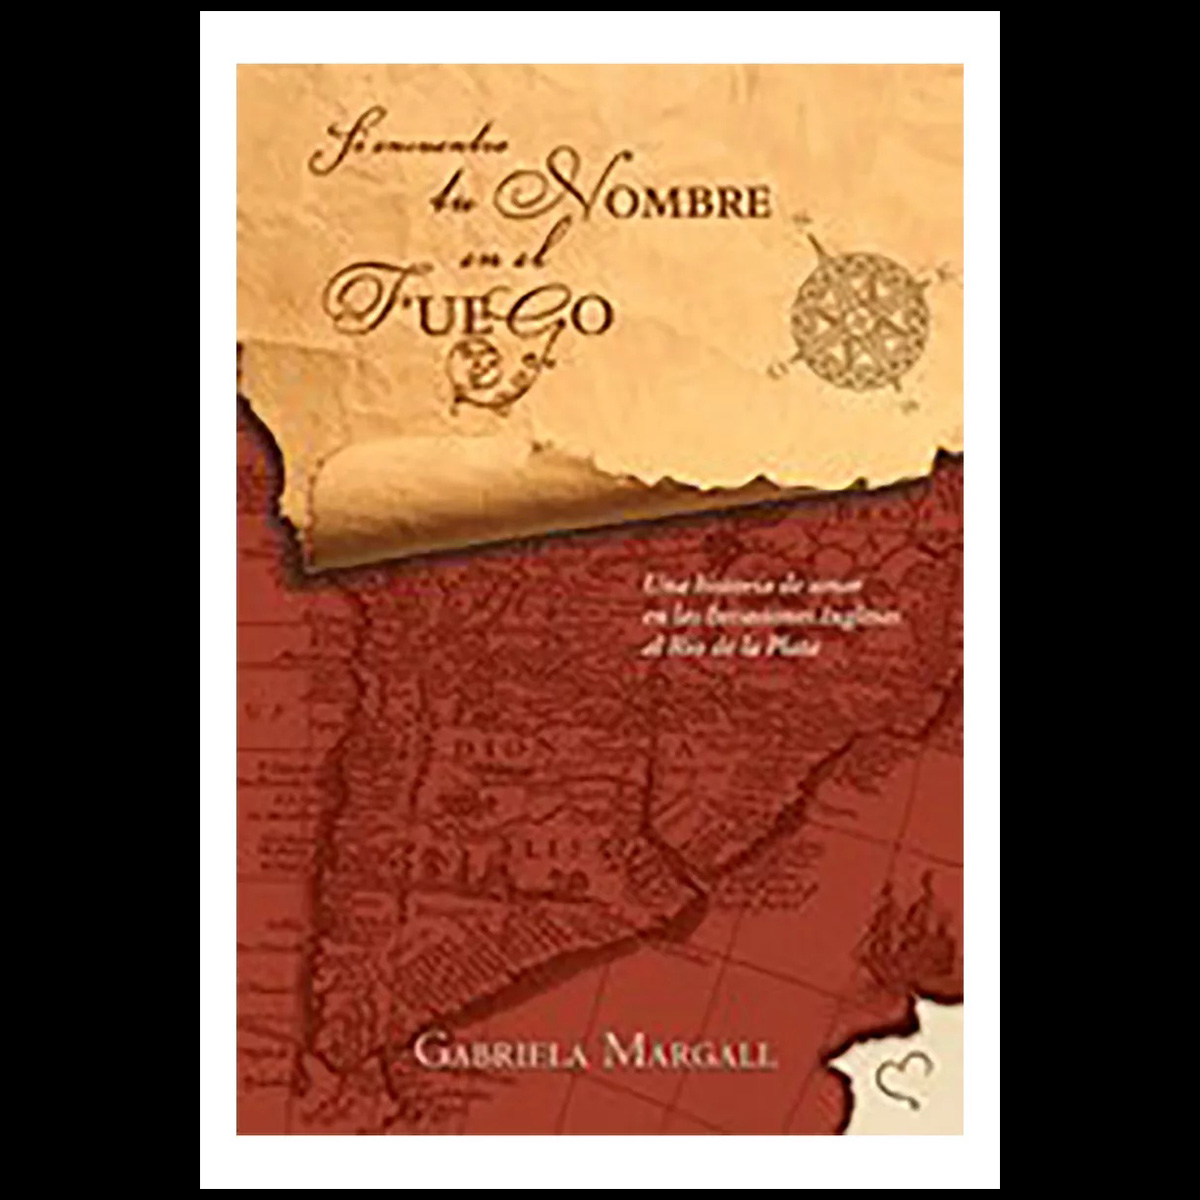 Si encuentro
tu NOMBRE
en el
FUEGO
Una historia de amor
en las Invasiones Inglesas
al Río de la Plata
DION
GABRIELA MARGALL